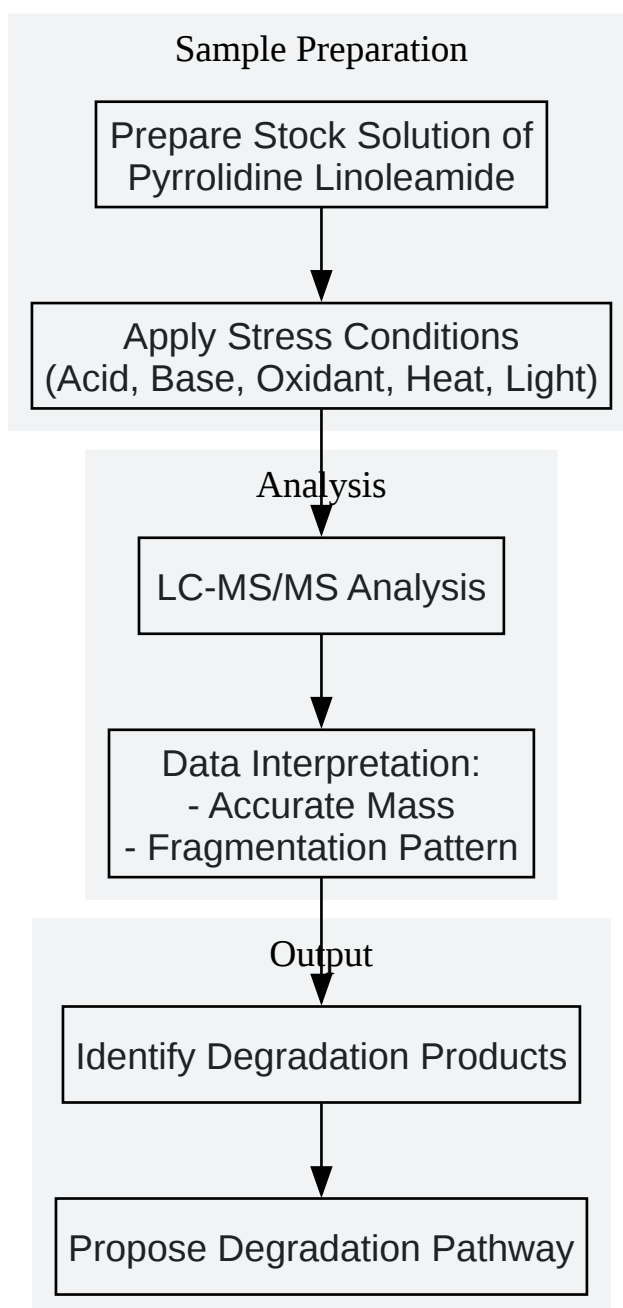 Sample Preparation
Prepare Stock Solution of
Pyrrolidine Linoleamide
Apply Stress Conditions
(Acid, Base, Oxidant, Heat, Light)
Analysis
LC-MS/MS Analysis
Data Interpretation:
- Accurate Mass
- Fragmentation Pattern
Output
Identify Degradation Products
Propose Degradation Pathway